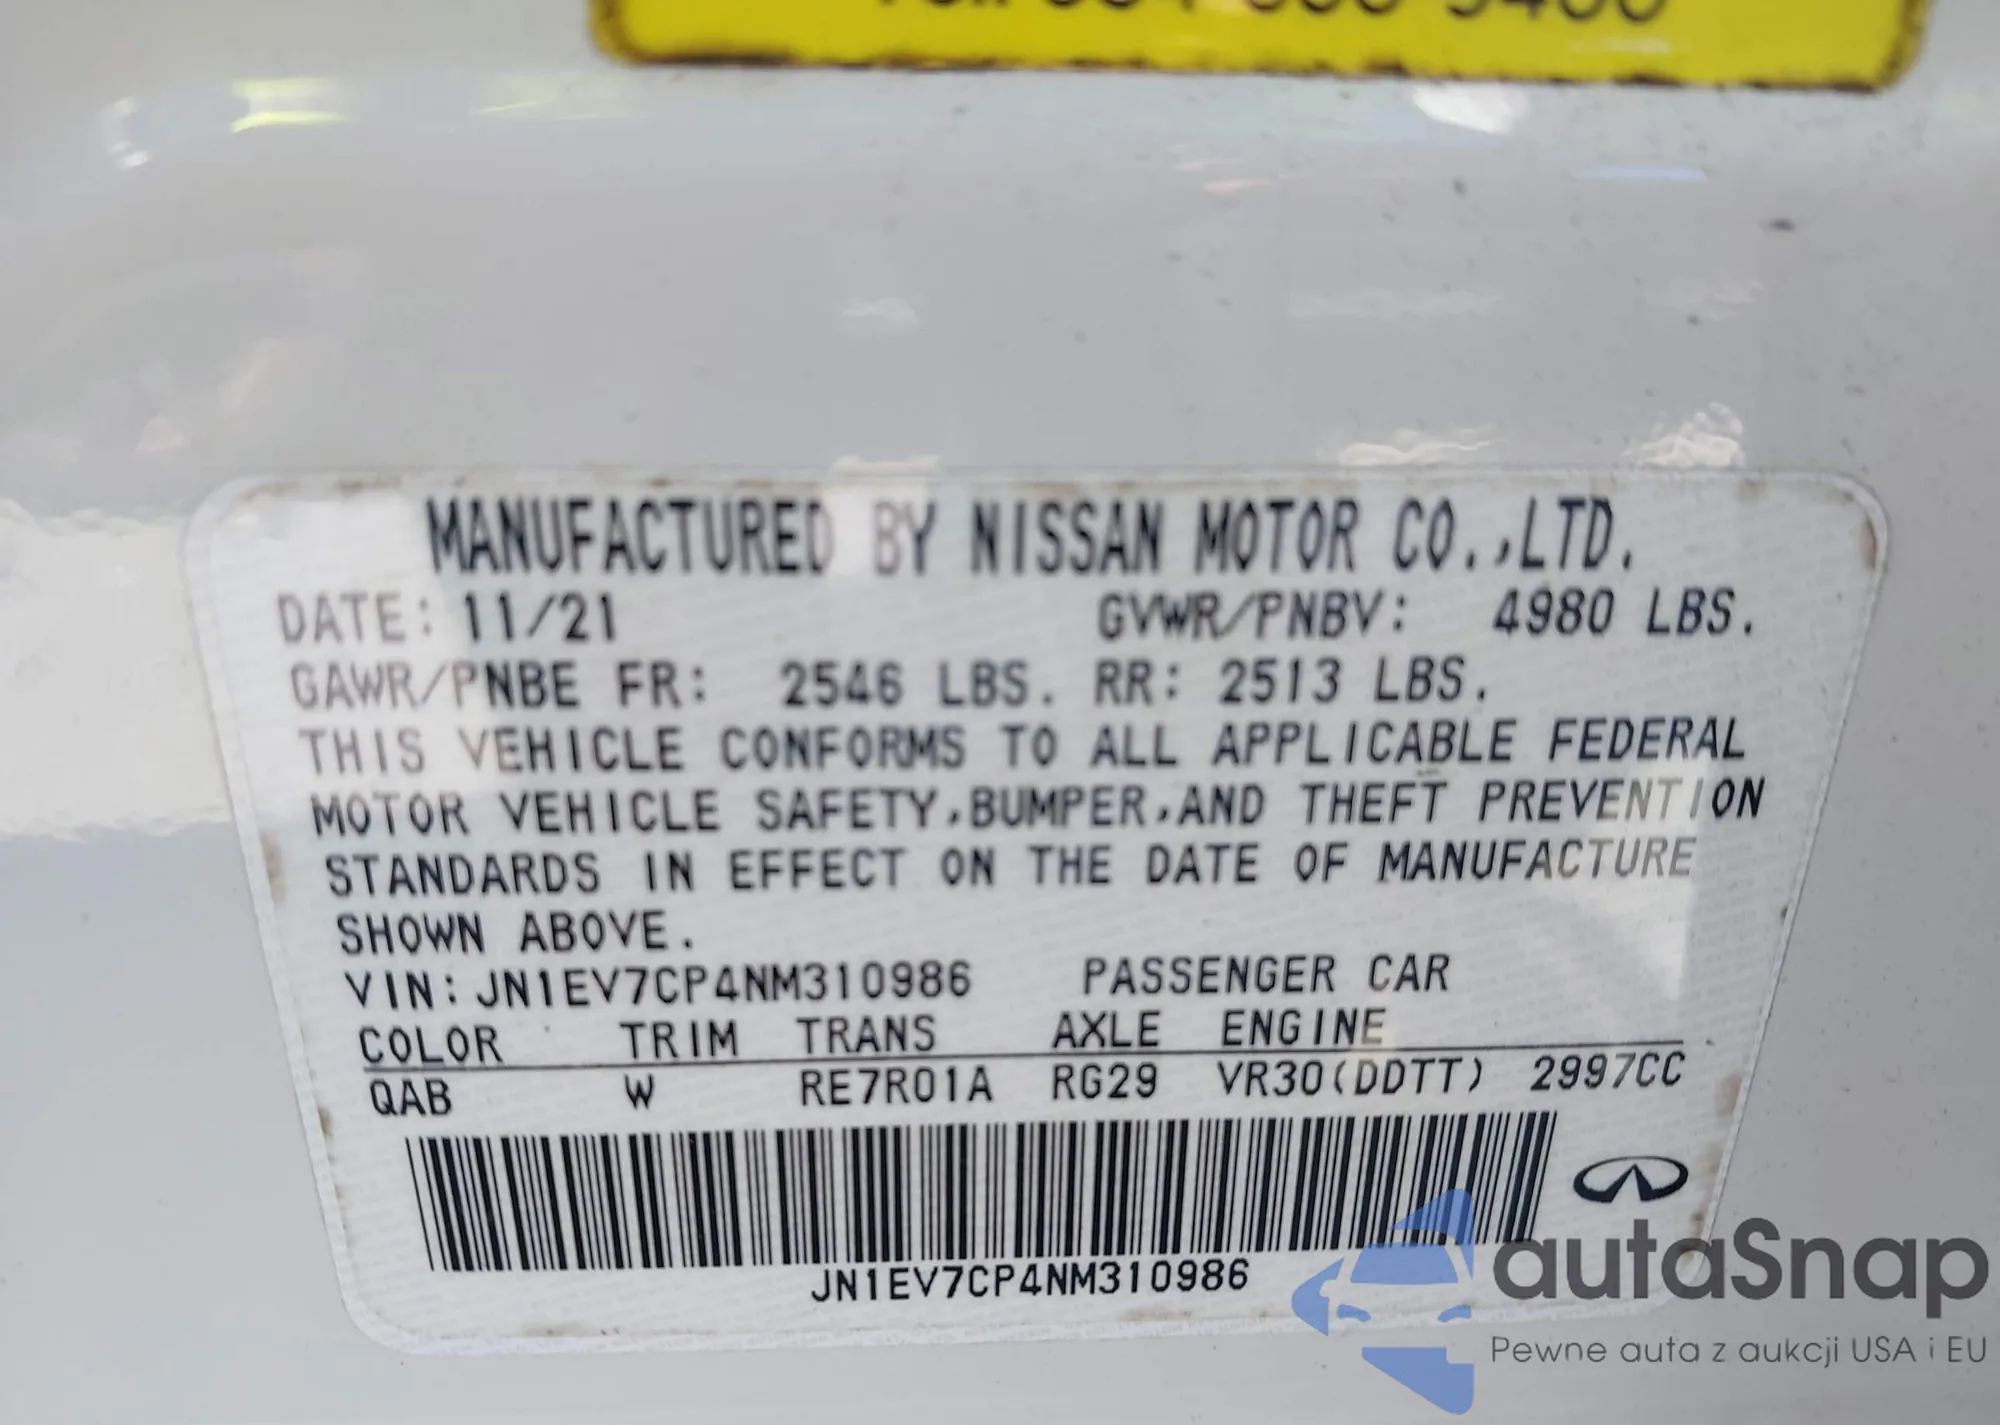 MANUFACTURED BY NISSAN MOTOR CO.,LTD.
DATE: 11/21 GVWR/PNBV: 4980 LBS.
GAWR/PNBE FR: 2546 LBS. RR: 2513 LBS.
THIS VEHICLE CONFORMS TO ALL APPLICABLE FEDERAL
MOTOR VEHICLE SAFETY,BUMPER,AND THEFT PREVENTION
STANDARDS IN EFFECT ON THE DATE OF MANUFACTURE
SHOWN ABOVE.
VIN:JN1EV7CP4NM310986 PASSENGER CAR
COLOR TRIM TRANS AXLE ENGINE
QAB W RE7R01A RG29 VR30(DDTT) 2997CC
JN1EV7CP4NM310986
autaSnap
Pewne auta z aukcji USA i EU